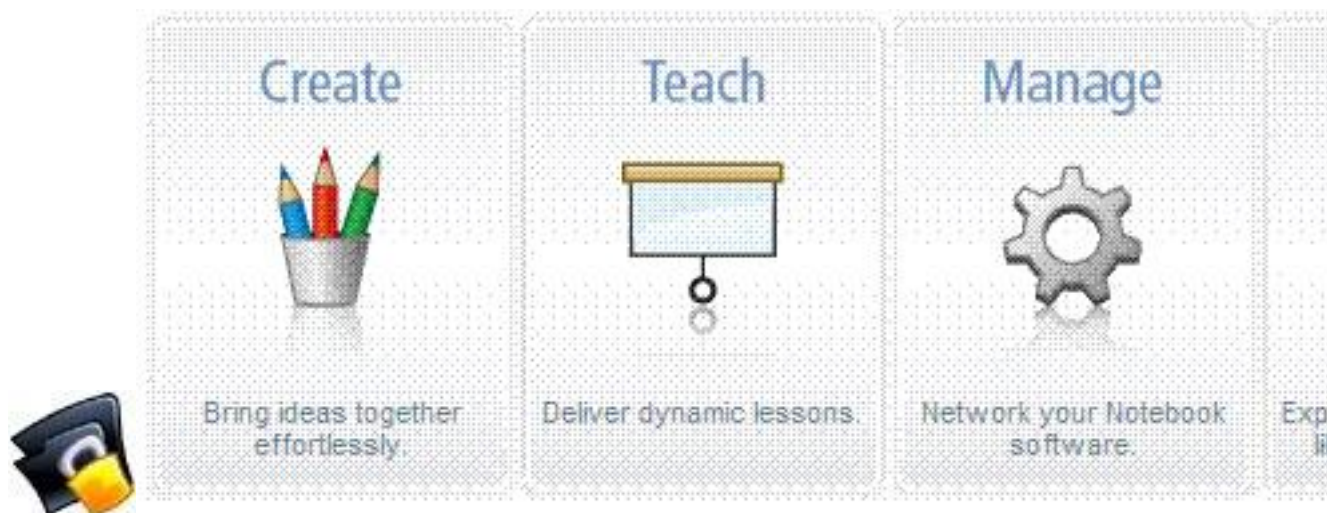 Create
Bring ideas together
effortlessly.
Teach
Deliver dynamic lessons.
Manage
Network your Notebook
software.